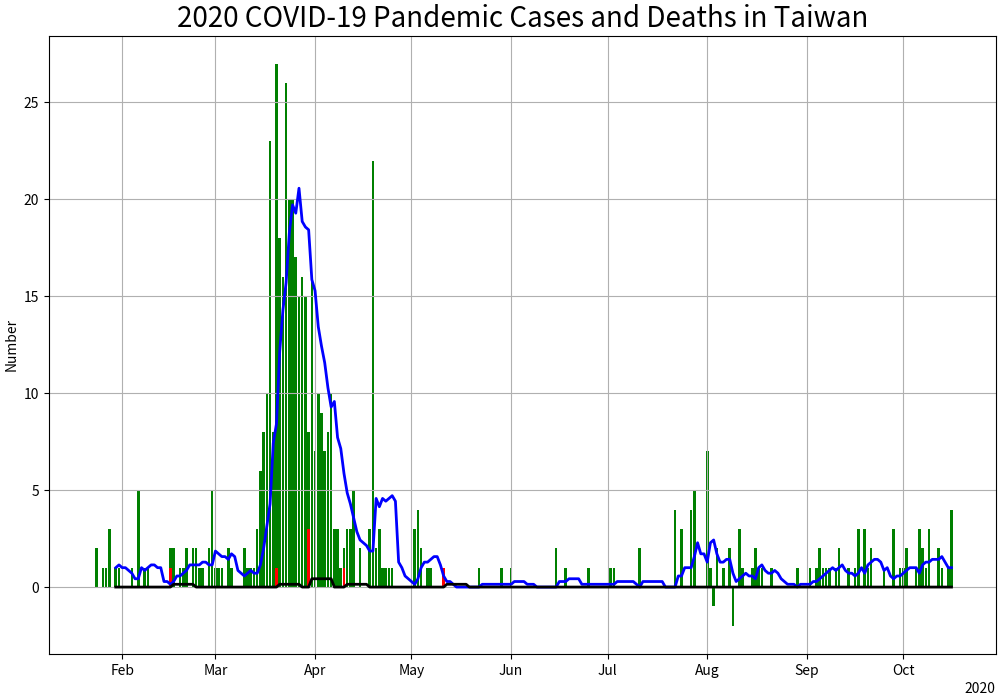 2020 COVID-19 Pandemic Cases and Deaths in Taiwan
25
20
15
10
5
0
Number
Feb Mar Apr May Jun Jul Aug Sep Oct
2020